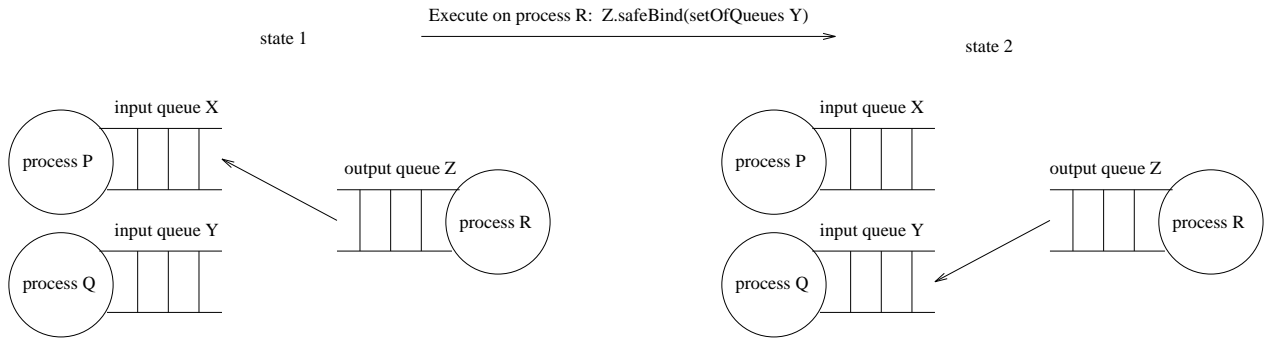 Execute on process R: Z.safeBind(setOfQueues Y)
state 1
state 2
input queue X
process P
output queue Z
process R
input queue Y
process Q
input queue X
process P
output queue Z
process R
input queue Y
process Q